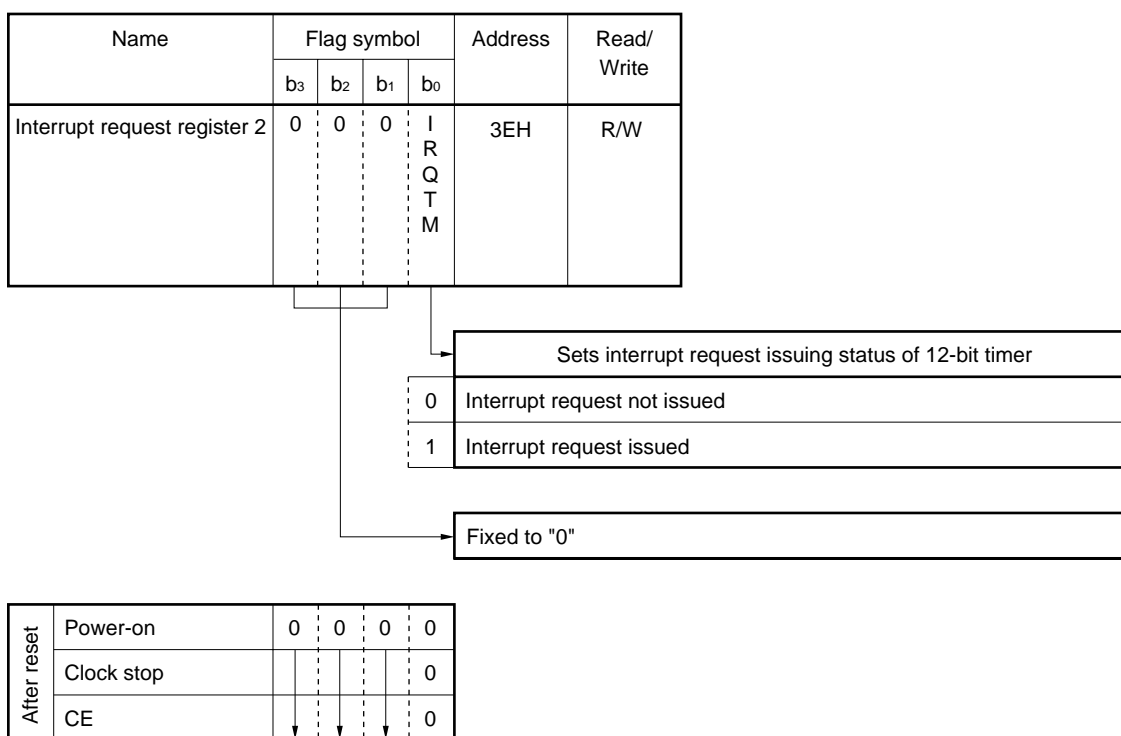 Name Flag symbol Address Read/
Write
b3 b2 b1 b0
Interrupt request register 2 0 0 0 I 3EH R/W
R
Q
T
M
Sets interrupt request issuing status of 12-bit timer
0 Interrupt request not issued
1 Interrupt request issued
Fixed to "0"
After reset
Power-on 0 0 0 0
Clock stop 0
CE 0